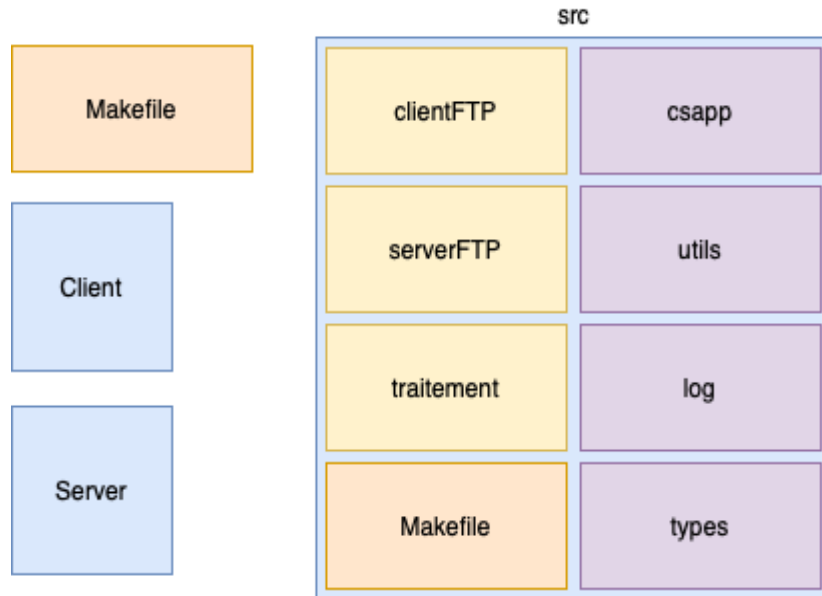 src
Makefile
clientFTP
csapp
Client
serverFTP
utils
traitement
log
Server
Makefile
types